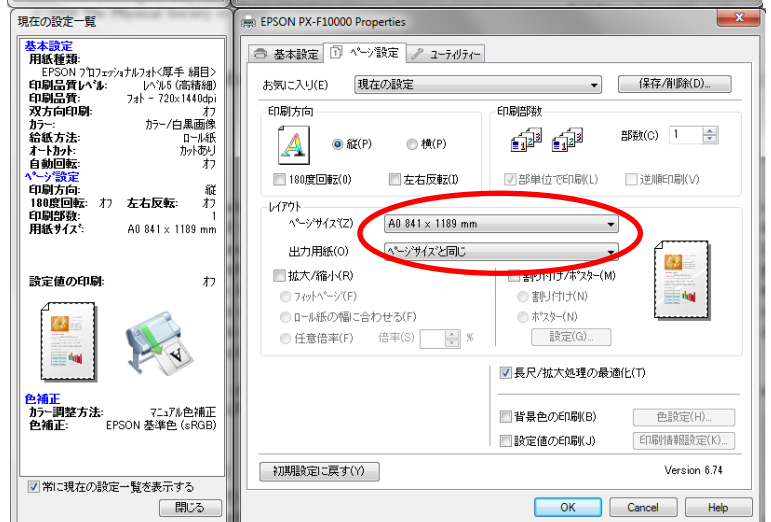 現在の設定一覧
基本設定
用紙種類:
EPSON プロフェッショナルフォト<厚手 絹目>
印刷品質レベル: レベル5 (高精細)
印刷品質: フォト - 720x1440dpi
双方向印刷: オフ
カラー: カラー/白黒画像
給紙方法: ロール紙
オートカット: カットあり
自動回転: オフ
ページ設定
印刷方向: 縦
180度回転: オフ 左右反転: オフ
印刷部数: 1
用紙サイズ: A0 841 x 1189 mm
設定値の印刷: オフ
色補正
カラー調整方法: マニュアル色補正
色補正: EPSON 基準色 (sRGB)
常に現在の設定一覧を表示する
閉じる
EPSON PX-F10000 Properties
基本設定 ページ設定 ユーティリティー
お気に入り(E) 現在の設定 保存/削除(D)...
印刷方向
縦(P) 横(P)
180度回転(0) 左右反転(I)
印刷部数
部数(C) 1
部単位で印刷(L) 逆順印刷(V)
レイアウト
ページサイズ(Z) A0 841 x 1189 mm
出力用紙(O) ページサイズと同じ
拡大/縮小(R)
フィットページ(F)
ロール紙の幅に合わせる(F)
任意倍率(F) 倍率(S) %
割り付け/ポスター(M)
割り付け(N)
ポスター(N)
設定(G)...
長尺/拡大処理の最適化(T)
背景色の印刷(B) 色設定(H)...
設定値の印刷(J) 印刷情報設定(K)...
初期設定に戻す(Y) Version 6.74
OK Cancel Help